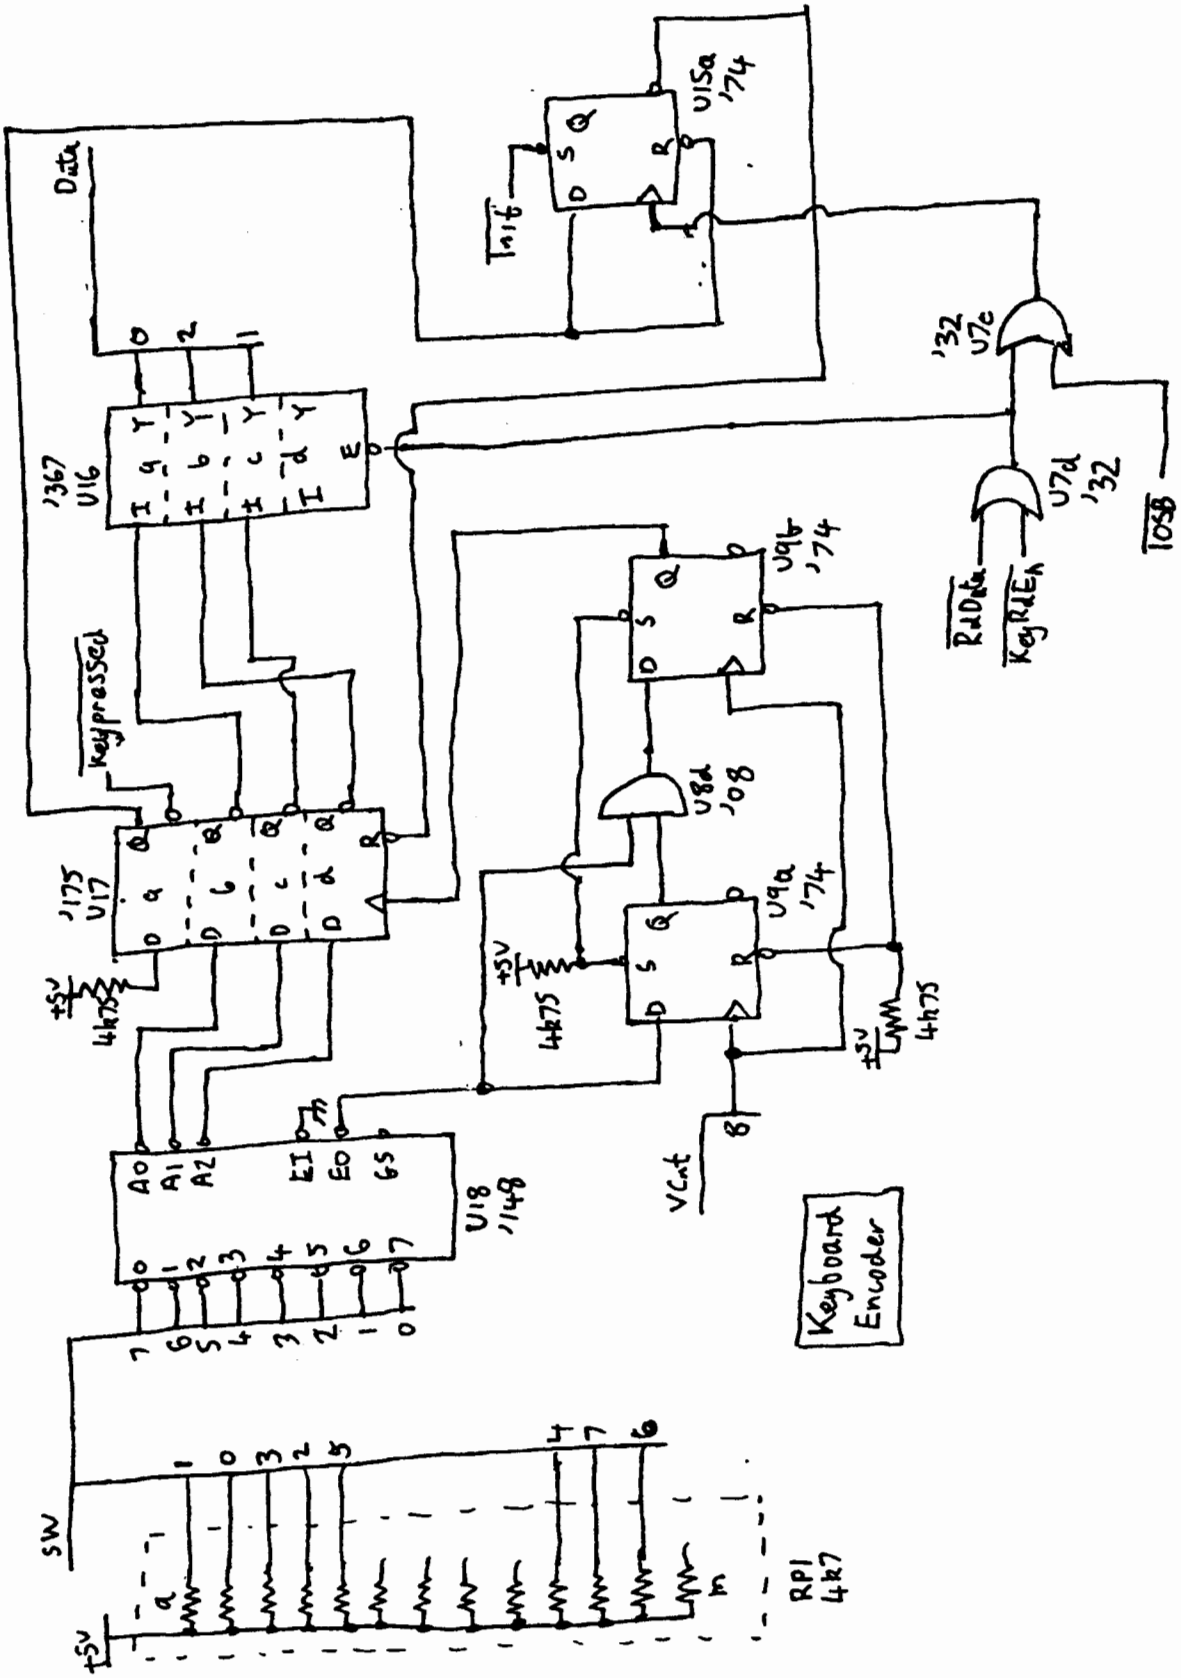 +5V
a
m
RP1
4k7
SW
1
0
3
2
5
4
7
6
7
6
5
4
3
2
1
0
0
1
2
3
4
5
6
7
A0
A1
A2
EI
EO
GS
U18
'148
+5V
4k75
'175
U17
D
a
Q
D
b
Q
D
c
Q
D
d
Q
R
Keypressed
'367
U16
I
a
Y
I
b
Y
I
c
Y
I
d
Y
E
0
2
1
Data
VCnt
8
+5V
4k75
D
S
Q
R
U9a
'74
+5V
4k75
U8d
'08
D
S
Q
R
U9b
'74
Init
D
S
Q
R
U15a
'74
RdData
KeyRdEn
U7d
'32
'32
U7c
IOSB
Keyboard
Encoder